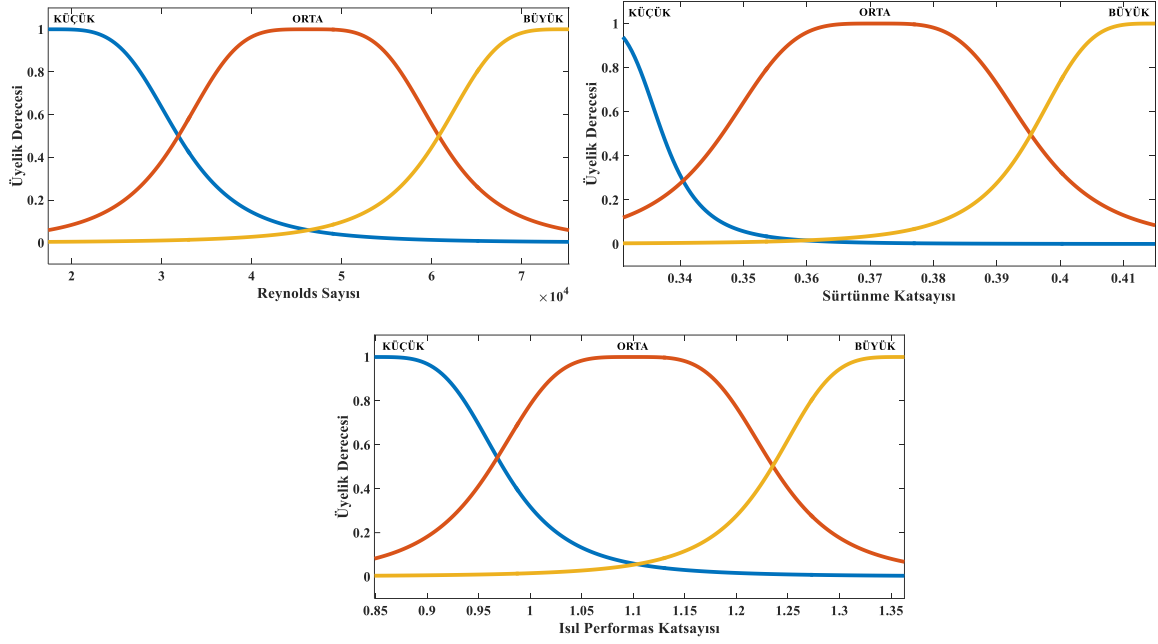 KÜÇÜK ORTA BÜYÜK
1
0.8
0.6
0.4
0.2
0
Üyelik Derecesi
2 3 4 5 6 7
×10⁴
Reynolds Sayısı
KÜÇÜK ORTA BÜYÜK
1
0.8
0.6
0.4
0.2
0
Üyelik Derecesi
0.34 0.35 0.36 0.37 0.38 0.39 0.4 0.41
Sürtünme Katsayısı
KÜÇÜK ORTA BÜYÜK
1
0.8
0.6
0.4
0.2
0
Üyelik Derecesi
0.85 0.9 0.95 1 1.05 1.1 1.15 1.2 1.25 1.3 1.35
Isıl Performas Katsayısı